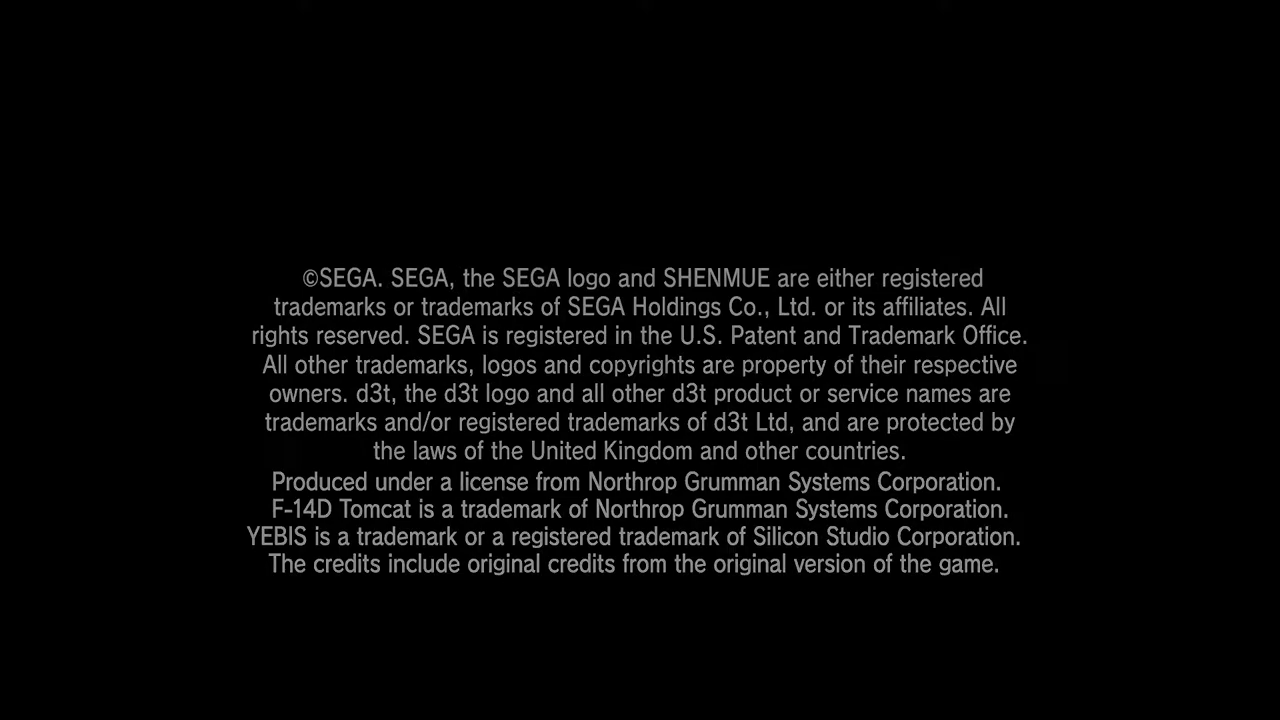 ©SEGA. SEGA, the SEGA logo and SHENMUE are either registered
trademarks or trademarks of SEGA Holdings Co., Ltd. or its affiliates. All
rights reserved. SEGA is registered in the U.S. Patent and Trademark Office.
All other trademarks, logos and copyrights are property of their respective
owners. d3t, the d3t logo and all other d3t product or service names are
trademarks and/or registered trademarks of d3t Ltd, and are protected by
the laws of the United Kingdom and other countries.
Produced under a license from Northrop Grumman Systems Corporation.
F-14D Tomcat is a trademark of Northrop Grumman Systems Corporation.
YEBIS is a trademark or a registered trademark of Silicon Studio Corporation.
The credits include original credits from the original version of the game.